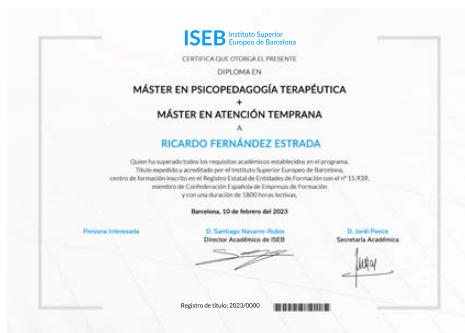 ISEB Instituto Superior
Europeo de Barcelona
CERTIFICA QUE OTORGA EL PRESENTE
DIPLOMA EN
MÁSTER EN PSICOPEDAGOGÍA TERAPÉUTICA
+
MÁSTER EN ATENCIÓN TEMPRANA
A
RICARDO FERNÁNDEZ ESTRADA
Quien ha superado todos los requisitos académicos establecidos en el programa.
Título expedido y acreditado por el Instituto Superior Europeo de Barcelona,
centro de formación inscrito en el Registro Estatal de Entidades de Formación con el nº 15.939,
miembro de Confederación Española de Empresas de Formación
y con una duración de 1800 horas lectivas.
Barcelona, 10 de febrero del 2023
Persona Interesada
D. Santiago Navarro-Rubio
Director Académico de ISEB
D. Jordi Ponce
Secretaría Académica
Registro de título: 2023/0000